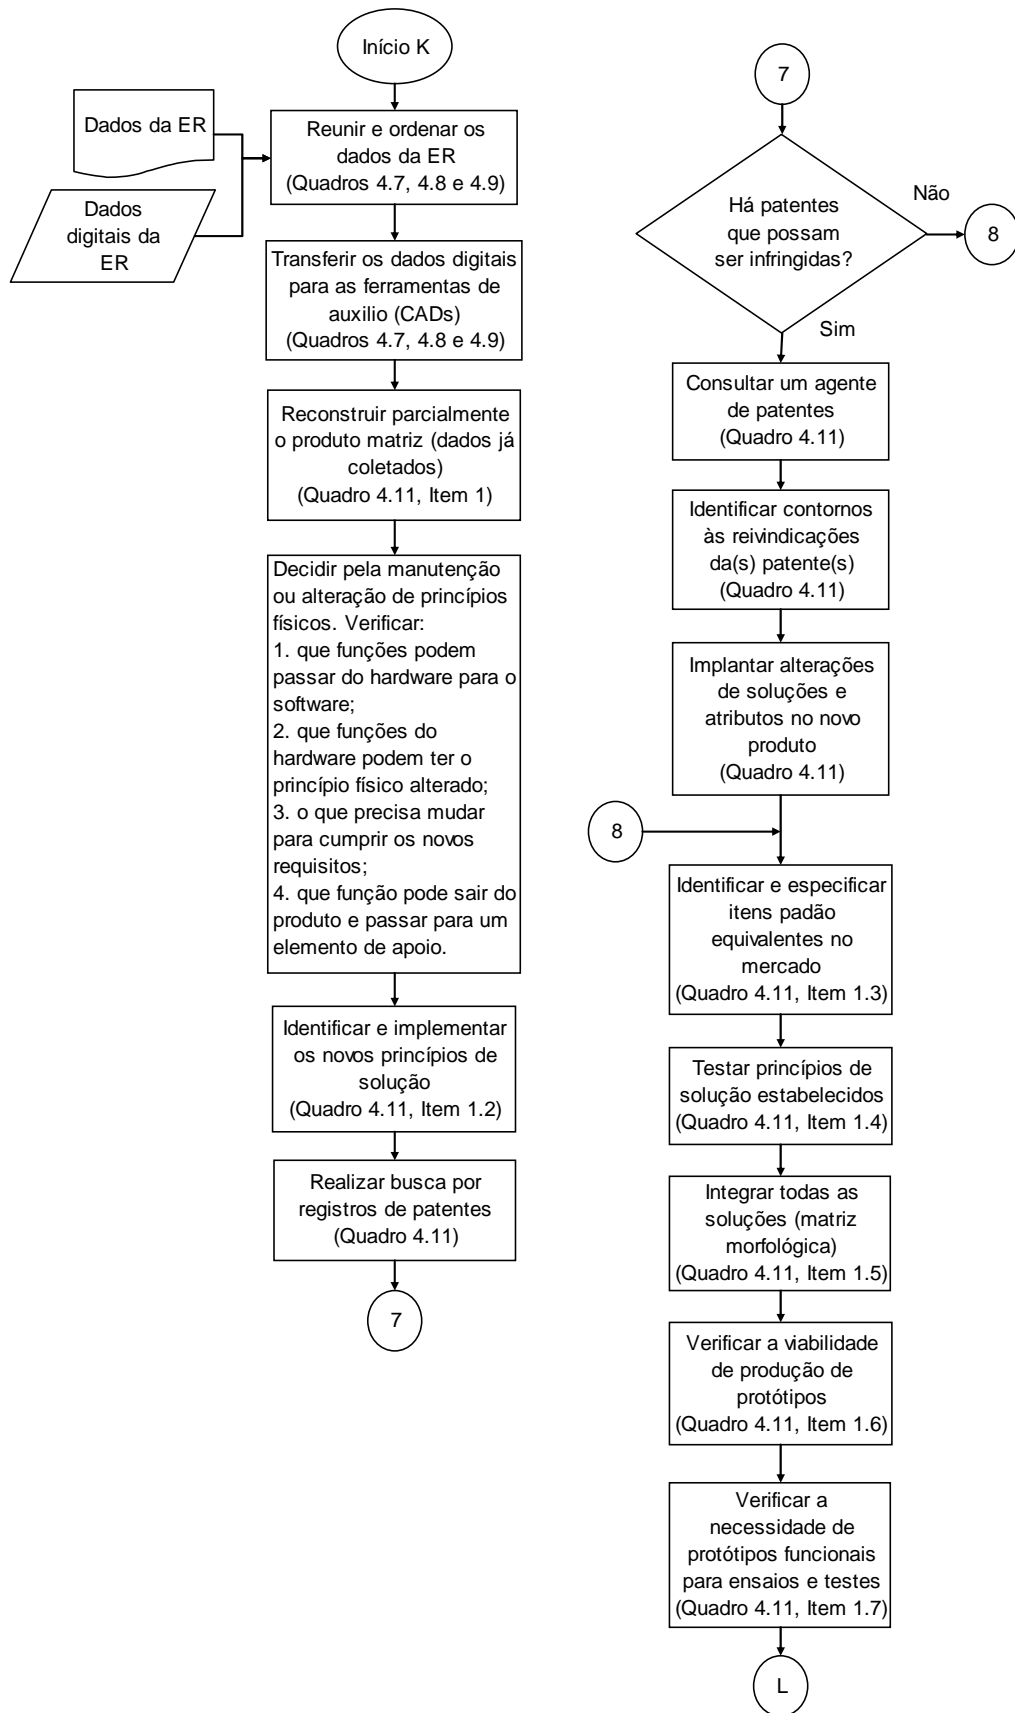 Início K
Dados da ER
Dados
digitais da
ER
Reunir e ordenar os
dados da ER
(Quadros 4.7, 4.8 e 4.9)
Transferir os dados digitais
para as ferramentas de
auxilio (CADs)
(Quadros 4.7, 4.8 e 4.9)
Reconstruir parcialmente
o produto matriz (dados já
coletados)
(Quadro 4.11, Item 1)
Decidir pela manutenção
ou alteração de princípios
físicos. Verificar:
1. que funções podem
passar do hardware para o
software;
2. que funções do
hardware podem ter o
princípio físico alterado;
3. o que precisa mudar
para cumprir os novos
requisitos;
4. que função pode sair do
produto e passar para um
elemento de apoio.
Identificar e implementar
os novos princípios de
solução
(Quadro 4.11, Item 1.2)
Realizar busca por
registros de patentes
(Quadro 4.11)
7
7
Há patentes
que possam
ser infringidas?
Não
8
Sim
Consultar um agente
de patentes
(Quadro 4.11)
Identificar contornos
às reivindicações
da(s) patente(s)
(Quadro 4.11)
Implantar alterações
de soluções e
atributos no novo
produto
(Quadro 4.11)
8
Identificar e especificar
itens padão
equivalentes no
mercado
(Quadro 4.11, Item 1.3)
Testar princípios de
solução estabelecidos
(Quadro 4.11, Item 1.4)
Integrar todas as
soluções (matriz
morfológica)
(Quadro 4.11, Item 1.5)
Verificar a viabilidade
de produção de
protótipos
(Quadro 4.11, Item 1.6)
Verificar a
necessidade de
protótipos funcionais
para ensaios e testes
(Quadro 4.11, Item 1.7)
L